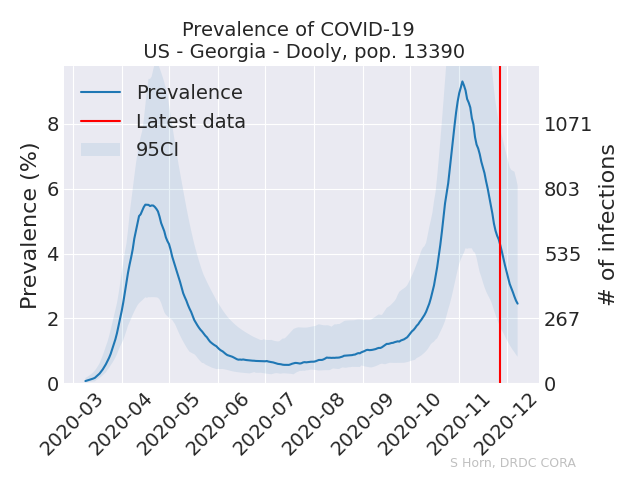 Prevalence of COVID-19
US - Georgia - Dooly, pop. 13390
Prevalence
Latest data
95CI
Prevalence (%)
8
6
4
2
0
1071
803
535
267
0
# of infections
2020-03
2020-04
2020-05
2020-06
2020-07
2020-08
2020-09
2020-10
2020-11
2020-12
S Horn, DRDC CORA